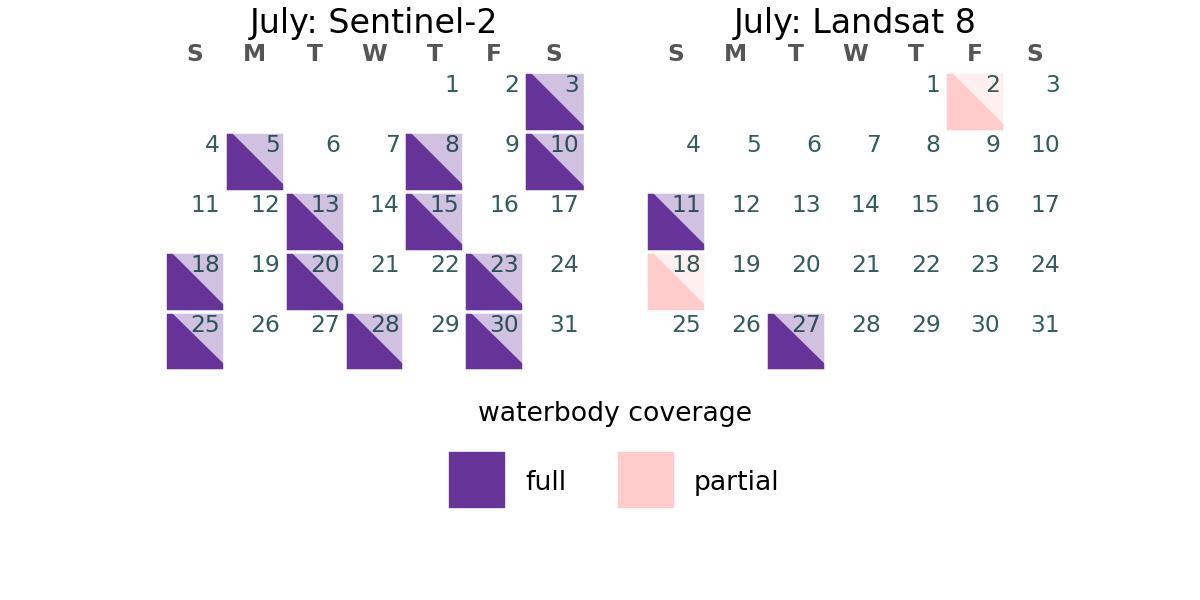 July: Sentinel-2
S M T W T F S
1 2 3
4 5 6 7 8 9 10
11 12 13 14 15 16 17
18 19 20 21 22 23 24
25 26 27 28 29 30 31
July: Landsat 8
S M T W T F S
1 2 3
4 5 6 7 8 9 10
11 12 13 14 15 16 17
18 19 20 21 22 23 24
25 26 27 28 29 30 31
waterbody coverage
full partial